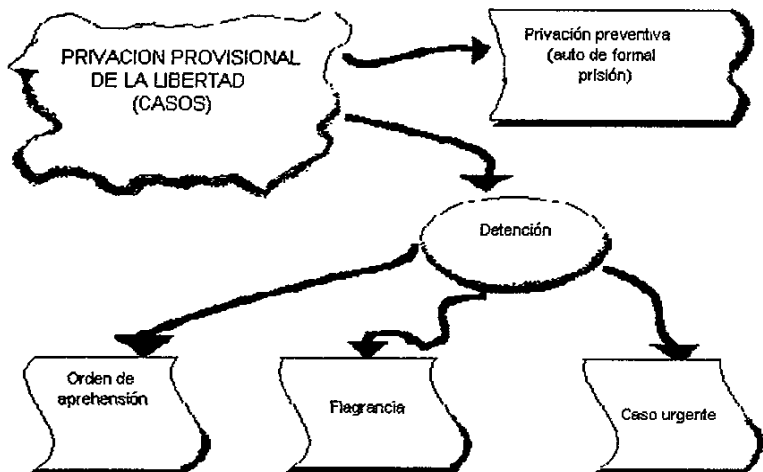 PRIVACION PROVISIONAL
DE LA LIBERTAD
(CASOS)
Privación preventiva
(auto de formal
prisión)
Detención
Orden de
aprehensión
Flagrancia
Caso urgente